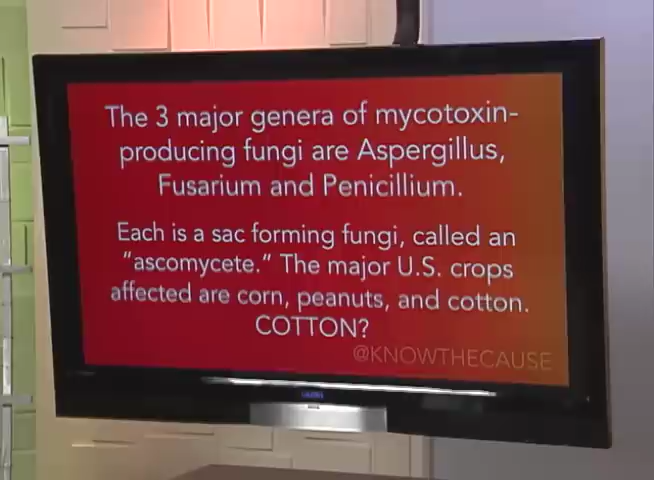 The 3 major genera of mycotoxin-
producing fungi are Aspergillus,
Fusarium and Penicillium.
Each is a sac forming fungi, called an
"ascomycete." The major U.S. crops
affected are corn, peanuts, and cotton.
COTTON?
@KNOWTHECAUSE